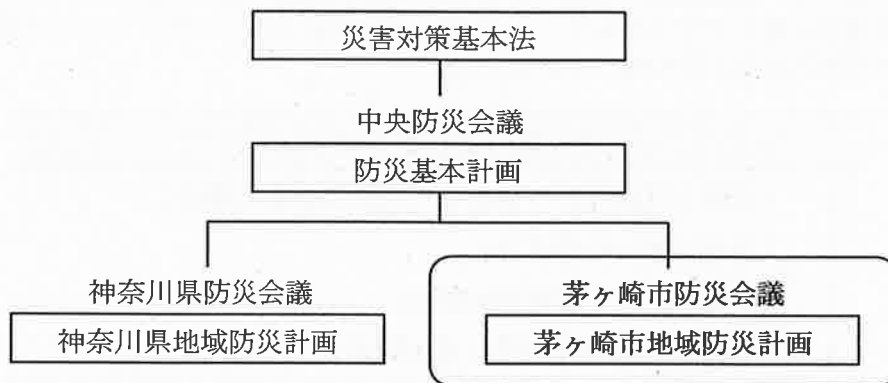 災害対策基本法
中央防災会議
防災基本計画
神奈川県防災会議
神奈川県地域防災計画
茅ヶ崎市防災会議
茅ヶ崎市地域防災計画